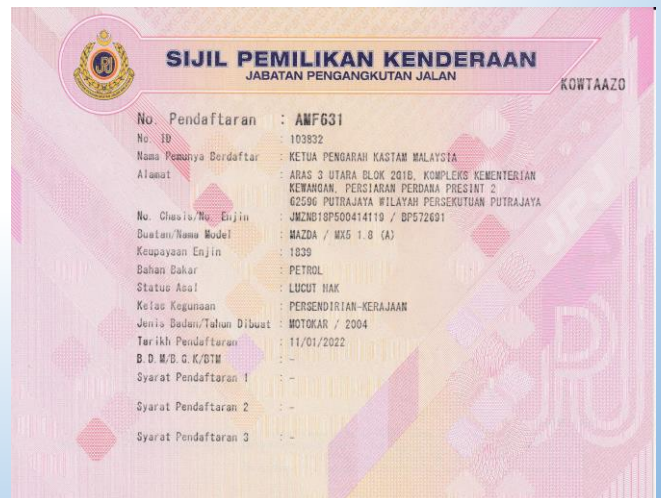 SIJIL PEMILIKAN KENDERAAN
JABATAN PENGANGKUTAN JALAN
KOWTAAZO
No. Pendaftaran : AMF631
No. ID : 103832
Nama Pemunya Berdaftar : KETUA PENGARAH KASTAM MALAYSIA
Alamat : ARAS 3 UTARA BLOK 2G1B, KOMPLEKS KEMENTERIAN
KEWANGAN, PERSIARAN PERDANA PRESINT 2
62596 PUTRAJAYA WILAYAH PERSEKUTUAN PUTRAJAYA
No. Chasis/No. Enjin : JMZNB18P500414119 / BP572691
Buatan/Nama Model : MAZDA / MX5 1.8 (A)
Keupayaan Enjin : 1839
Bahan Bakar : PETROL
Status Asal : LUCUT HAK
Kelas Kegunaan : PERSENDIRIAN-KERAJAAN
Jenis Badan/Tahun Dibuat : MOTOKAR / 2004
Tarikh Pendaftaran : 11/01/2022
B.D.M/B.G.K/BTM : -
Syarat Pendaftaran 1 : -
Syarat Pendaftaran 2 : -
Syarat Pendaftaran 3 : -
JPJ